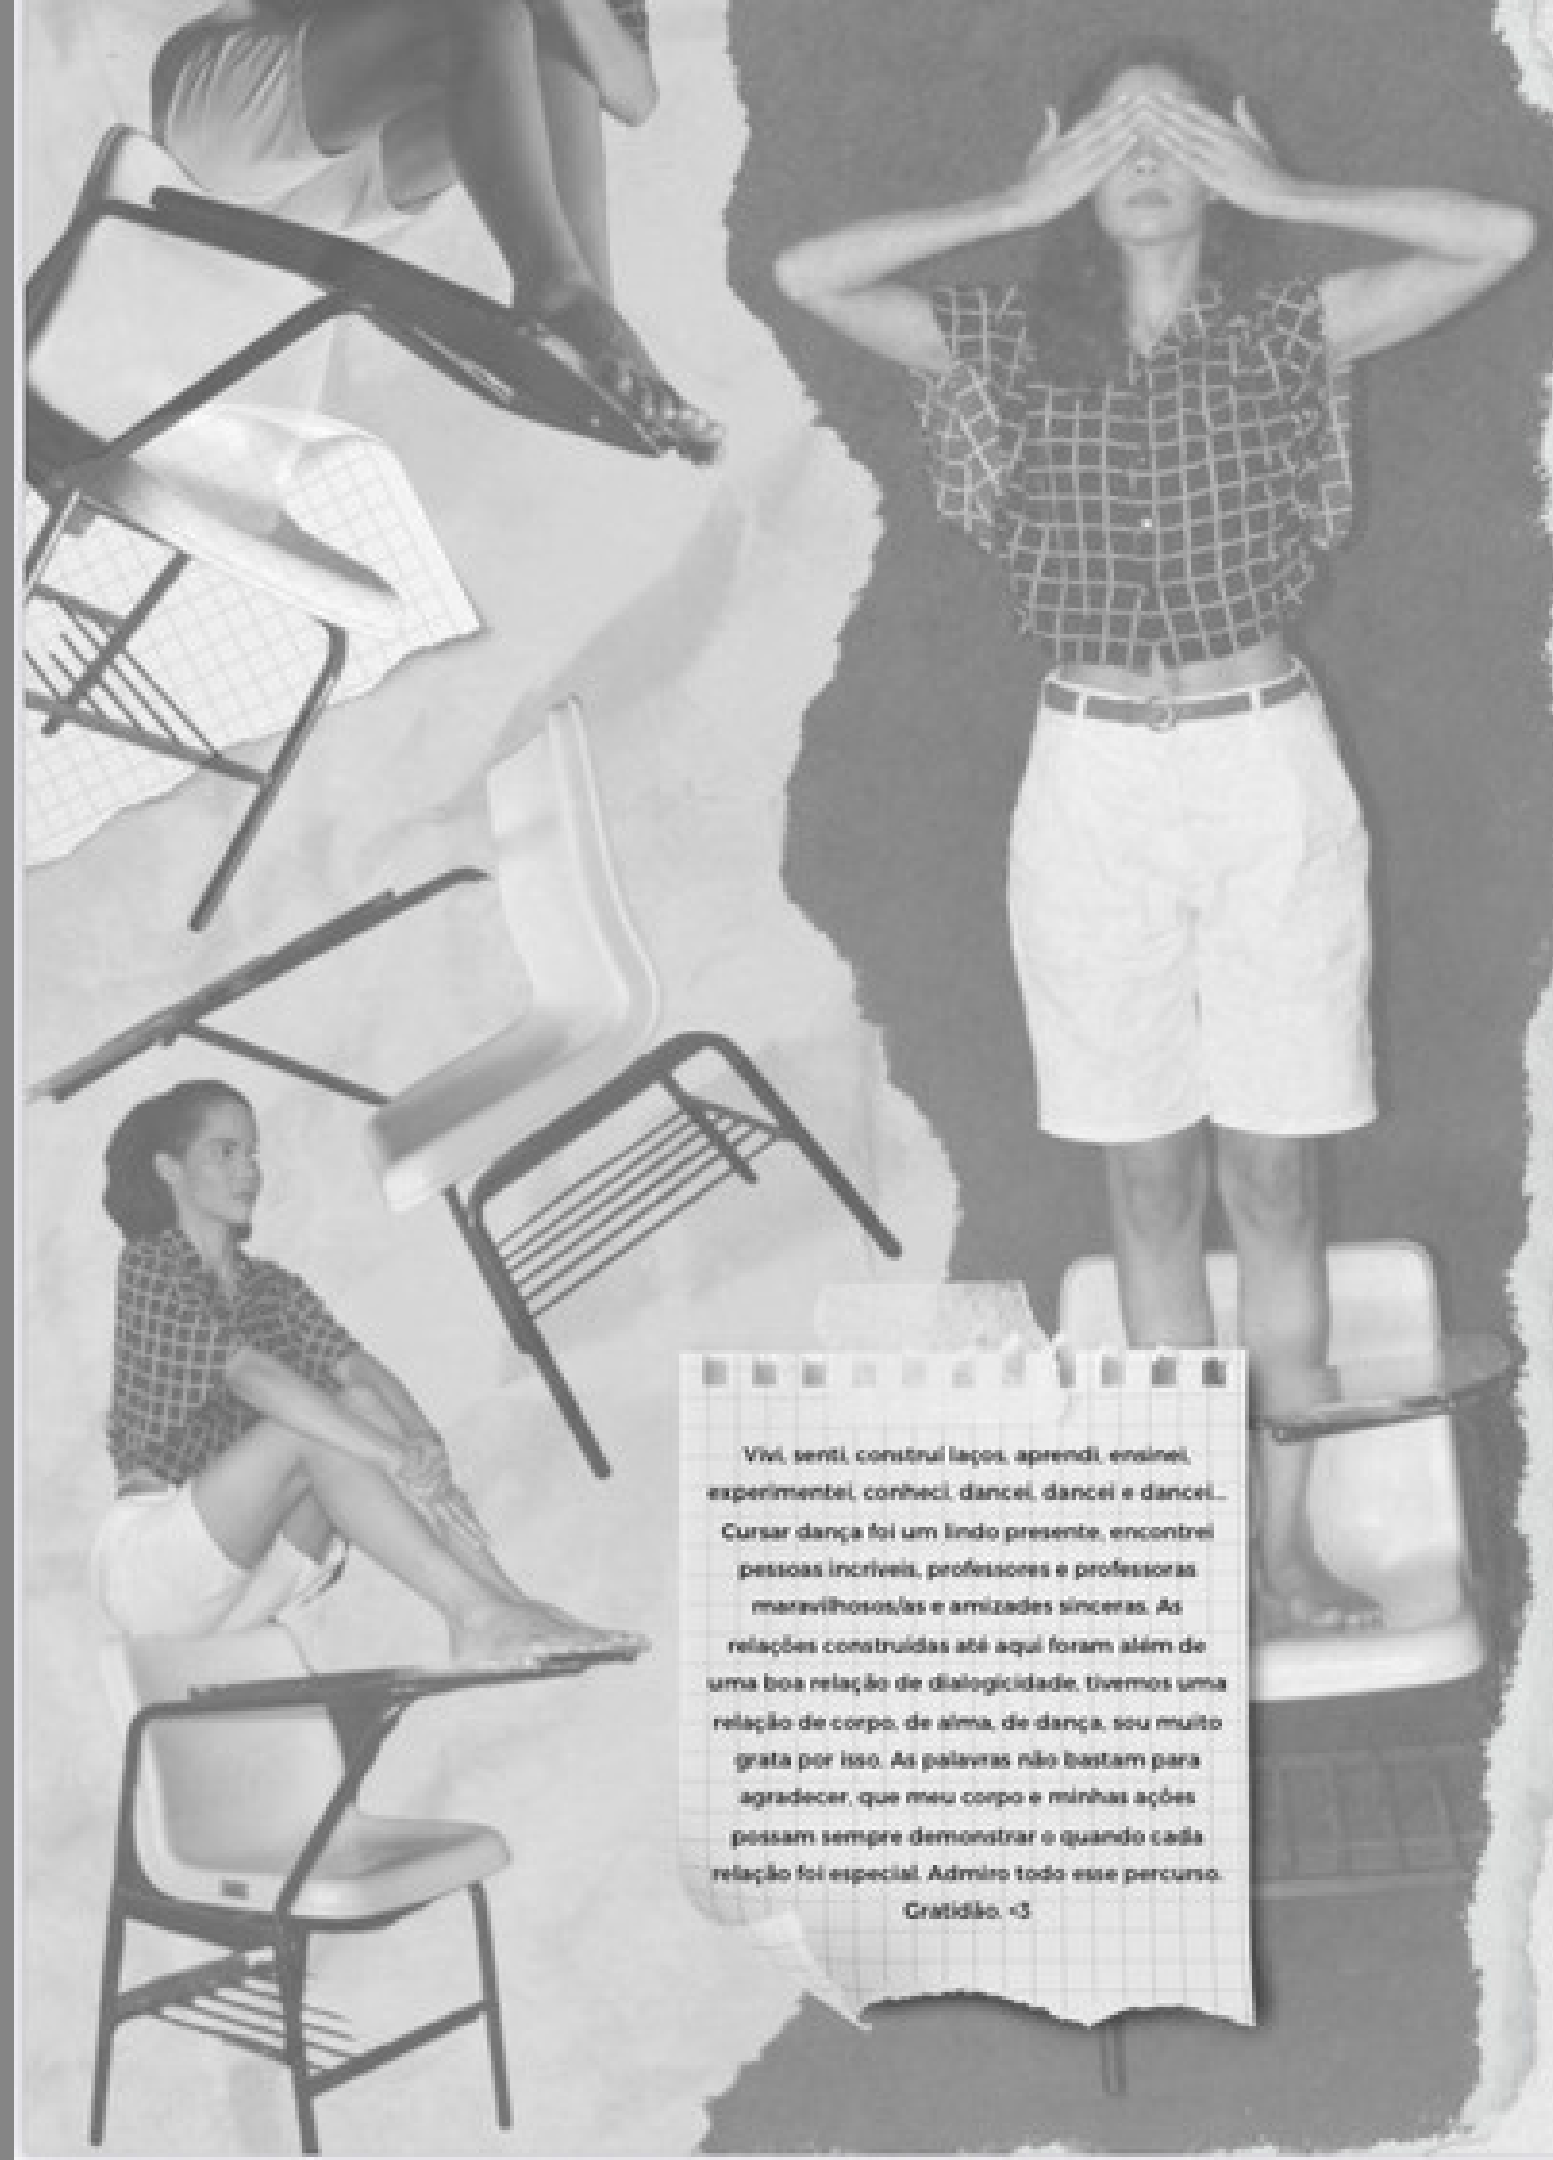 Vivi, senti, construí laços, aprendi, ensinei,
experimentei, conheci, dancei, dancei e dancei...
Cursar dança foi um lindo presente, encontrei
pessoas incríveis, professores e professoras
maravilhosos/as e amizades sinceras. As
relações construídas até aqui foram além de
uma boa relação de dialogicidade, tivemos uma
relação de corpo, de alma, de dança, sou muito
grata por isso. As palavras não bastam para
agradecer, que meu corpo e minhas ações
possam sempre demonstrar o quando cada
relação foi especial. Admiro todo esse percurso.
Gratidão. <3